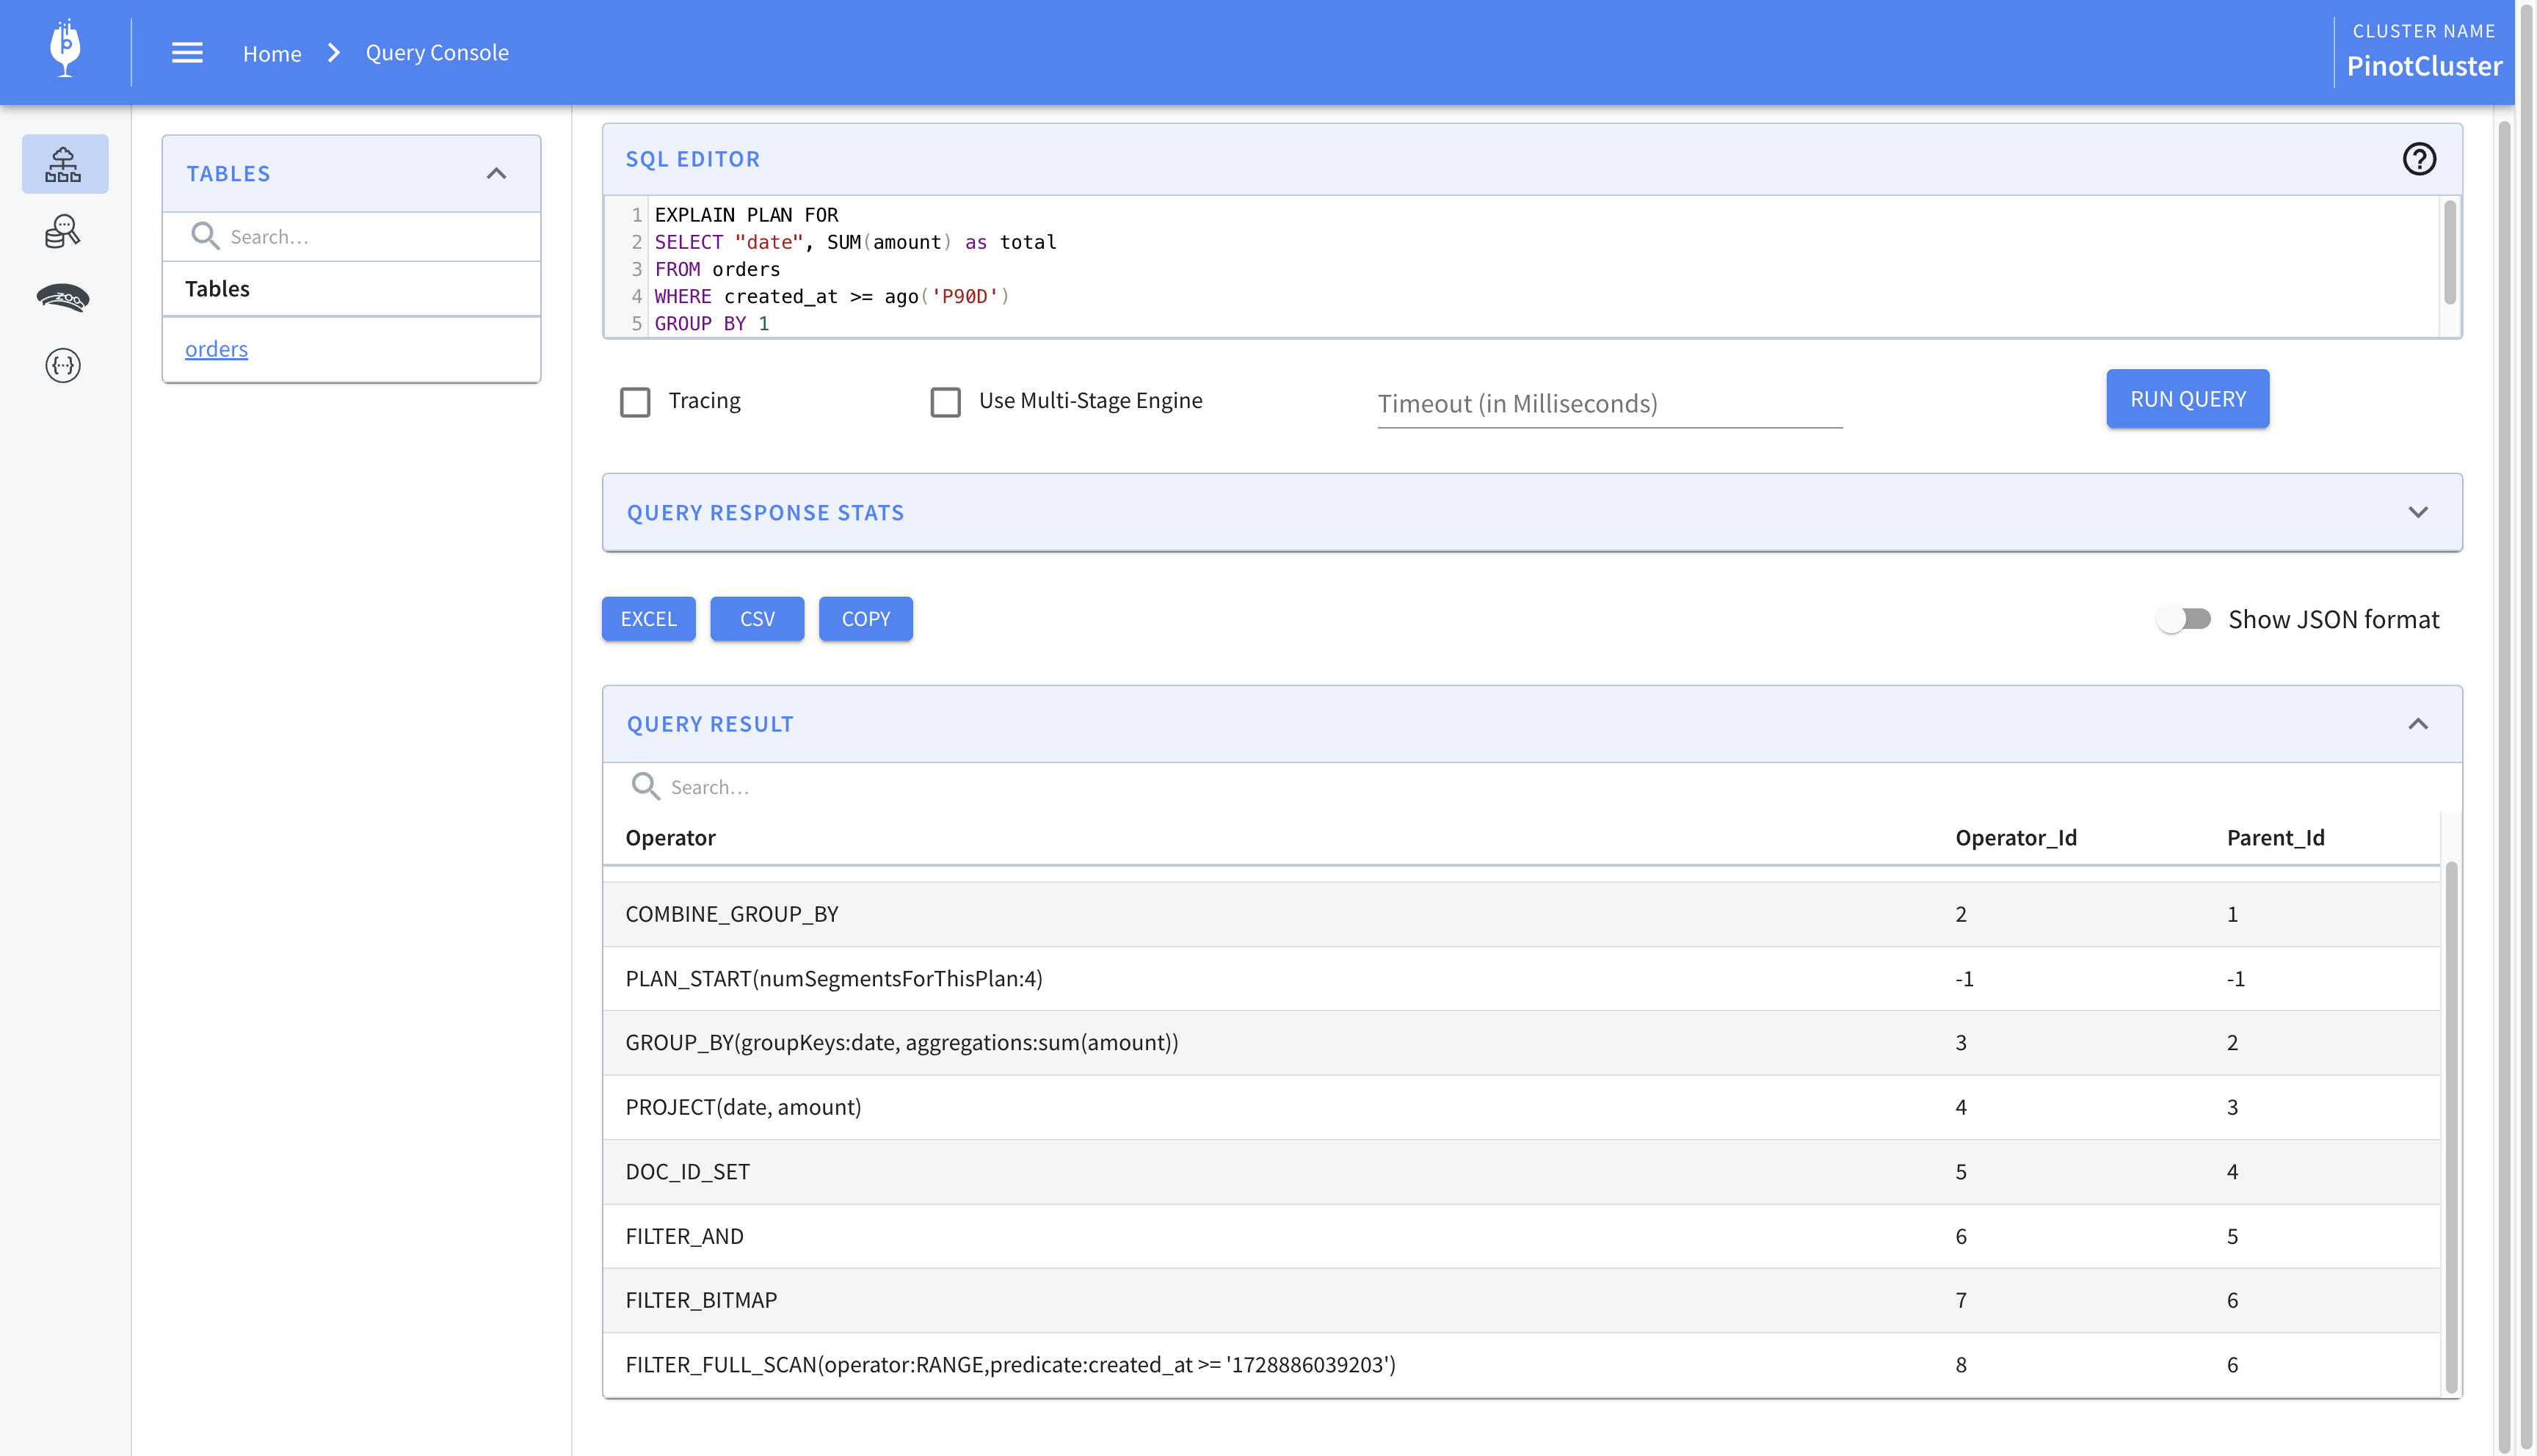 Home
Query Console
CLUSTER NAME
PinotCluster
TABLES
Search...
Tables
orders
SQL EDITOR
1 EXPLAIN PLAN FOR
2 SELECT "date", SUM(amount) as total
3 FROM orders
4 WHERE created_at >= ago('P90D')
5 GROUP BY 1
Tracing
Use Multi-Stage Engine
Timeout (in Milliseconds)
RUN QUERY
QUERY RESPONSE STATS
EXCEL
CSV
COPY
Show JSON format
QUERY RESULT
Search...
Operator Operator_Id Parent_Id
COMBINE_GROUP_BY 2 1
PLAN_START(numSegmentsForThisPlan:4) -1 -1
GROUP_BY(groupKeys:date, aggregations:sum(amount)) 3 2
PROJECT(date, amount) 4 3
DOC_ID_SET 5 4
FILTER_AND 6 5
FILTER_BITMAP 7 6
FILTER_FULL_SCAN(operator:RANGE,predicate:created_at >= '1728886039203') 8 6
ZOO